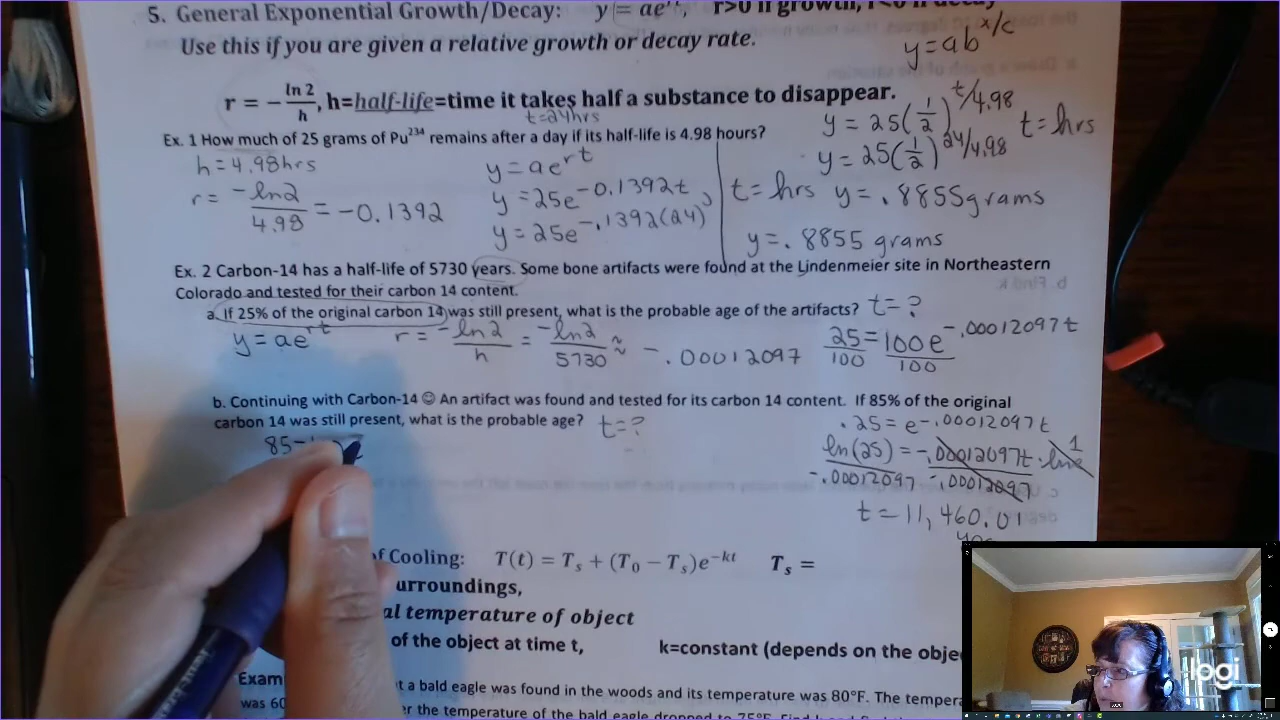 5. General Exponential Growth/Decay: y = ae^rt, r>0 if growth, r<0 if decay
Use this if you are given a relative growth or decay rate.
y=ab^x/c
r = − ln 2 / h, h=half-life=time it takes half a substance to disappear.
t=24hrs
y = 25(1/2)^t/4.98 t=hrs
Ex. 1 How much of 25 grams of Pu²³⁴ remains after a day if its half-life is 4.98 hours?
y=25(1/2)^24/4.98
h=4.98hrs
y=ae^rt
r = -ln2 / 4.98 = -0.1392
y=25e^-0.1392t, t=hrs
y=.8855grams
y=25e^-.1392(24)
y=.8855 grams
Ex. 2 Carbon-14 has a half-life of 5730 years. Some bone artifacts were found at the Lindenmeier site in Northeastern
Colorado and tested for their carbon 14 content.
a. If 25% of the original carbon 14 was still present, what is the probable age of the artifacts? t=?
y=ae^rt r= -ln2 / h = -ln2 / 5730 ≈ -.00012097
25/100 = 100e^-.00012097t / 100
b. Continuing with Carbon-14 ☺ An artifact was found and tested for its carbon 14 content. If 85% of the original
carbon 14 was still present, what is the probable age? t=?
.25=e^-.00012097t
85=
ln(25) / -.00012097 = -.00012097t · lne / -.00012097
1
t=11,460.01
of Cooling: T(t) = Tₛ + (T₀ − Tₛ)e^−kt Tₛ =
urroundings,
al temperature of object
of the object at time t, k=constant (depends on the obje
Exam t a bald eagle was found in the woods and its temperature was 80°F. The tempera
was 60 er the temperature of the bald eagle dropped to 75°F.
logi